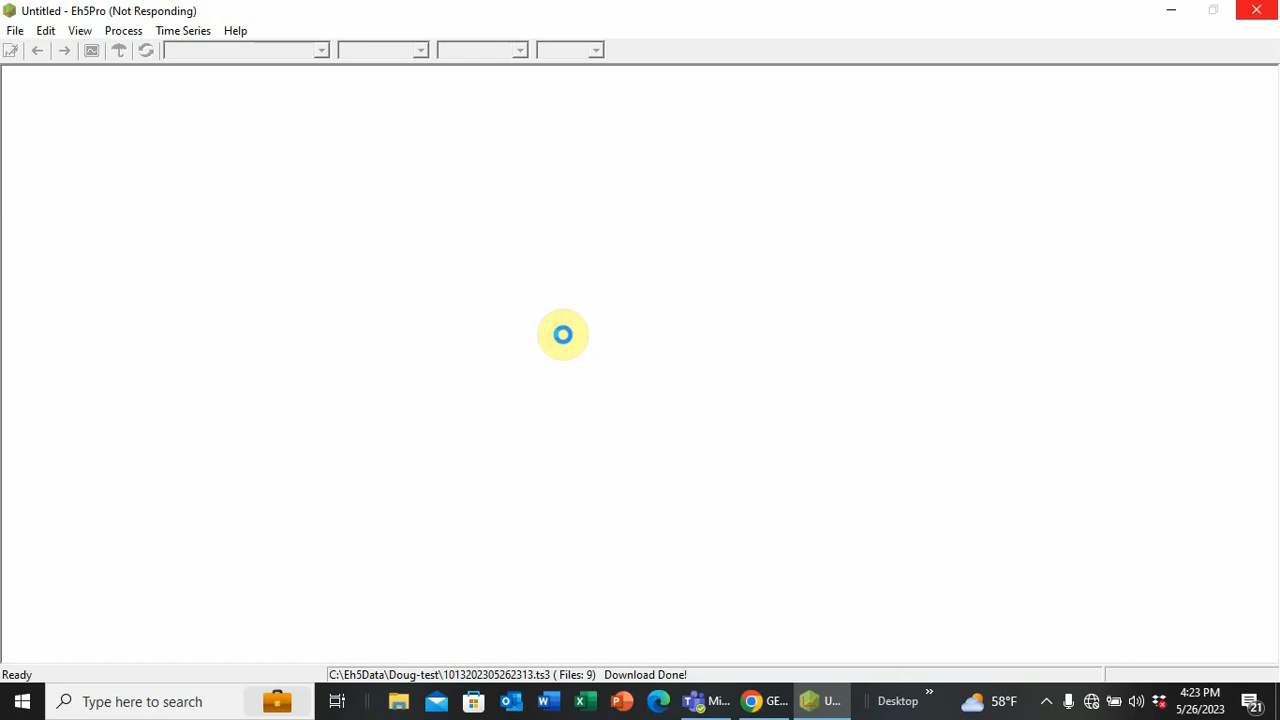 Untitled - Eh5Pro (Not Responding)
File Edit View Process Time Series Help
Ready C:\Eh5Data\Doug-test\1013202305262313.ts3 ( Files: 9) Download Done!
Type here to search Mi... GE... U... Desktop » 58°F 4:23 PM
5/26/2023
21